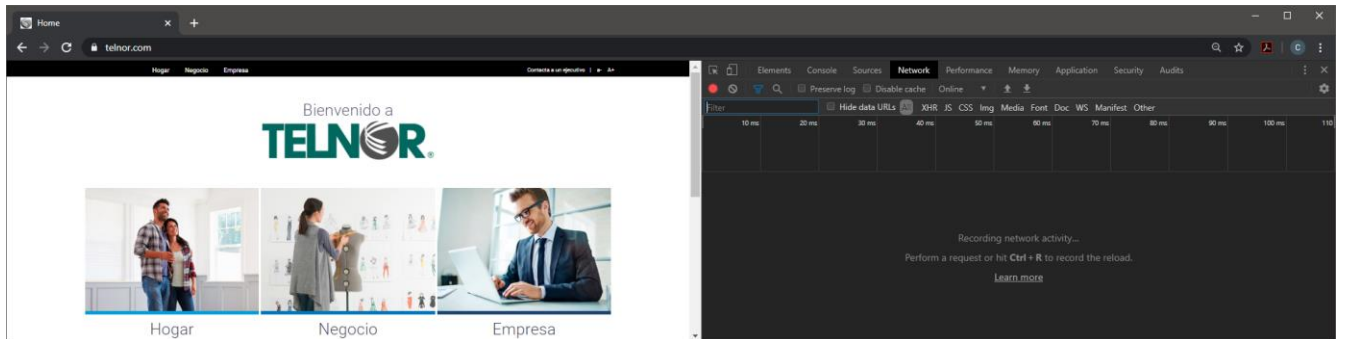 Home
telnor.com
C
Hogar Negocio Empresa
Contacta a un ejecutivo | a- A+
Bienvenido a
TELNOR®
Hogar Negocio Empresa
Elements Console Sources Network Performance Memory Application Security Audits
Preserve log Disable cache Online
Filter Hide data URLs All XHR JS CSS Img Media Font Doc WS Manifest Other
10 ms 20 ms 30 ms 40 ms 50 ms 60 ms 70 ms 80 ms 90 ms 100 ms 110
Recording network activity...
Perform a request or hit Ctrl + R to record the reload.
Learn more